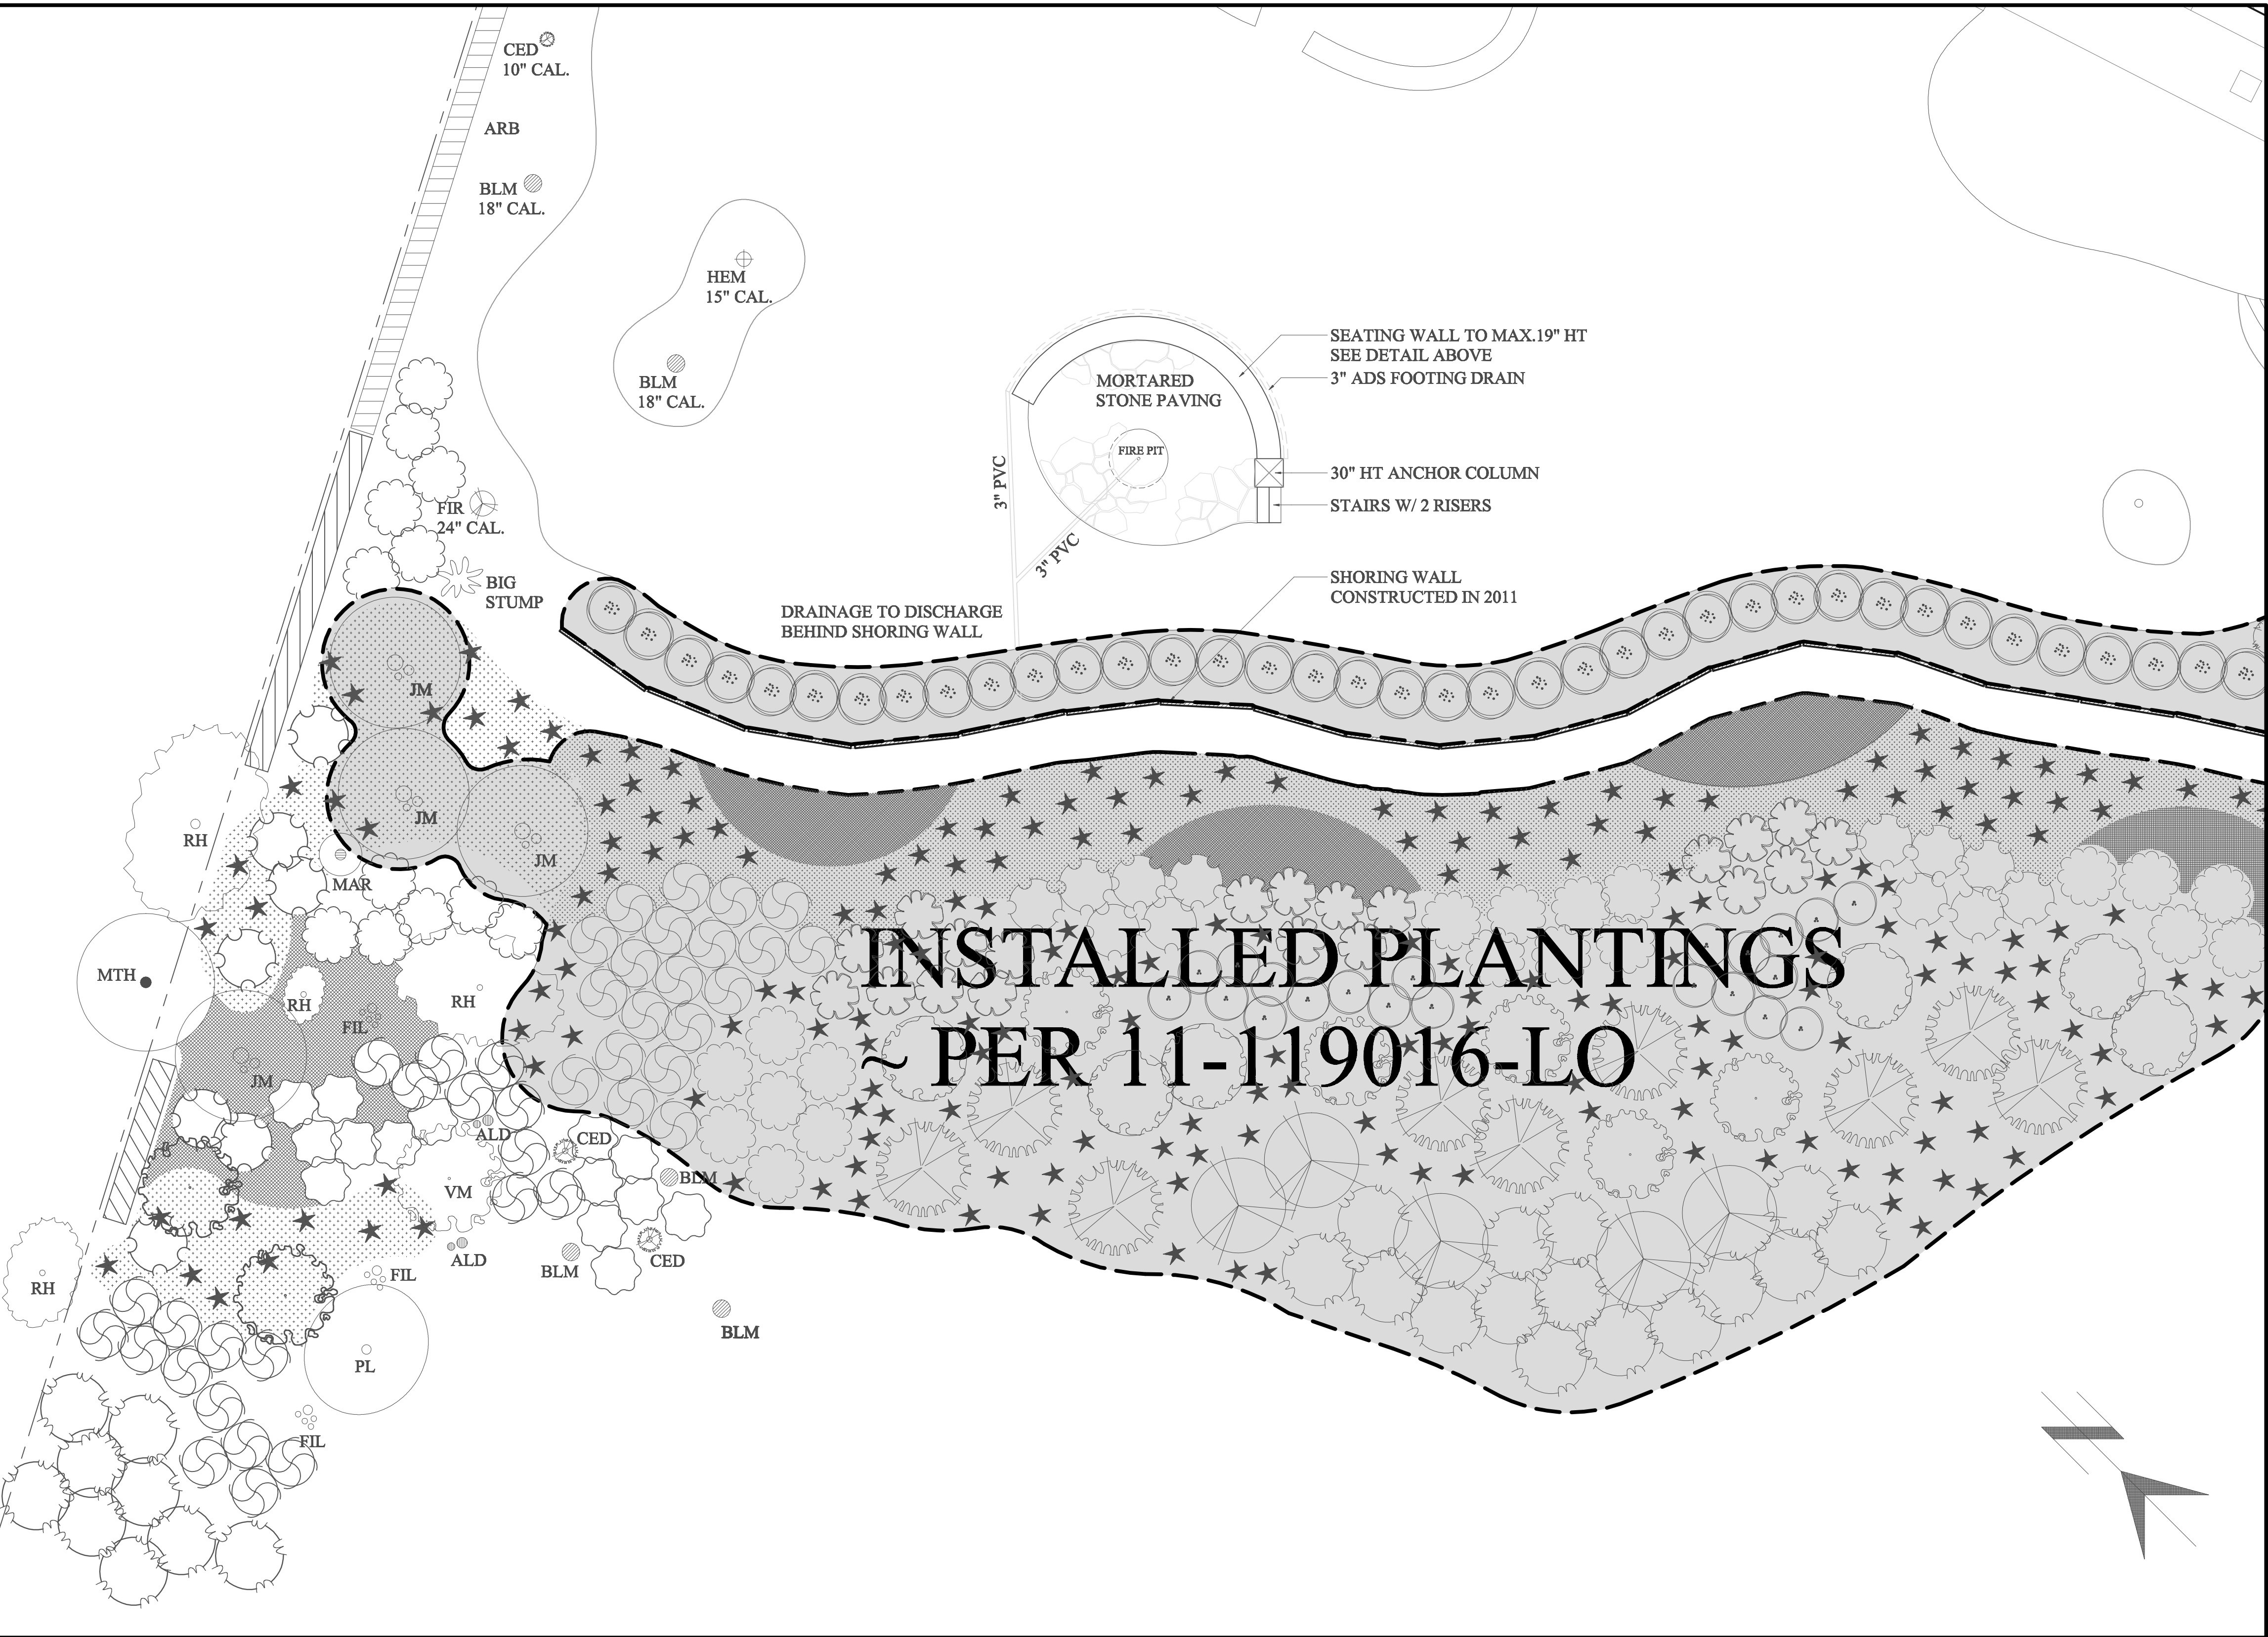 CED
10" CAL.
ARB
BLM
18" CAL.
HEM
15" CAL.
BLM
18" CAL.
SEATING WALL TO MAX.19" HT
SEE DETAIL ABOVE
3" ADS FOOTING DRAIN
MORTARED
STONE PAVING
FIRE PIT
30" HT ANCHOR COLUMN
STAIRS W/ 2 RISERS
3" PVC
3" PVC
FIR
24" CAL.
BIG
STUMP
DRAINAGE TO DISCHARGE
BEHIND SHORING WALL
SHORING WALL
CONSTRUCTED IN 2011
JM
JM
JM
RH
MAR
MTH
RH
RH
FIL
JM
INSTALLED PLANTINGS
~ PER 11-119016-LO
ALD
CED
BLM
VM
ALD
BLM
CED
RH
FIL
BLM
PL
FIL